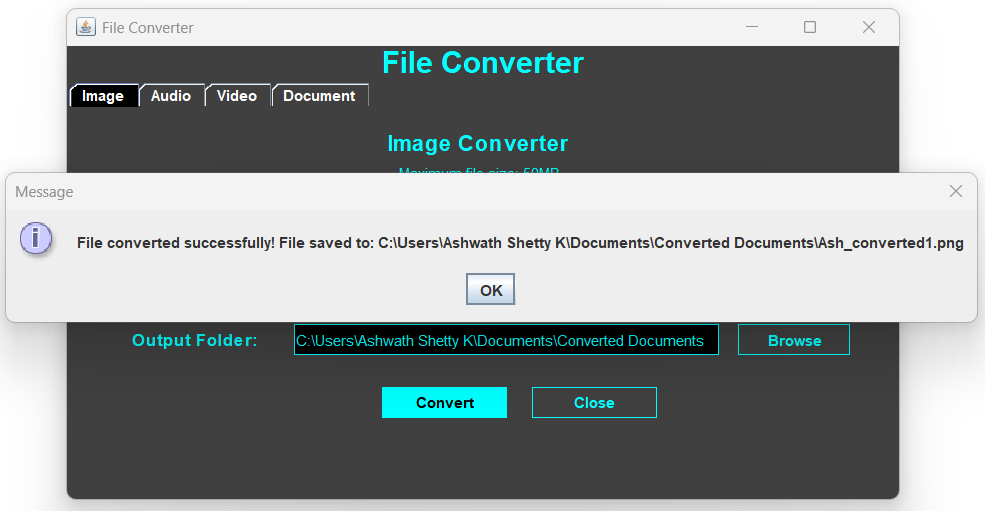 File Converter
File Converter
Image Audio Video Document
Image Converter
Maximum file size: 50MB
Message
i
File converted successfully! File saved to: C:\Users\Ashwath Shetty K\Documents\Converted Documents\Ash_converted1.png
OK
Output Folder: C:\Users\Ashwath Shetty K\Documents\Converted Documents Browse
Convert Close